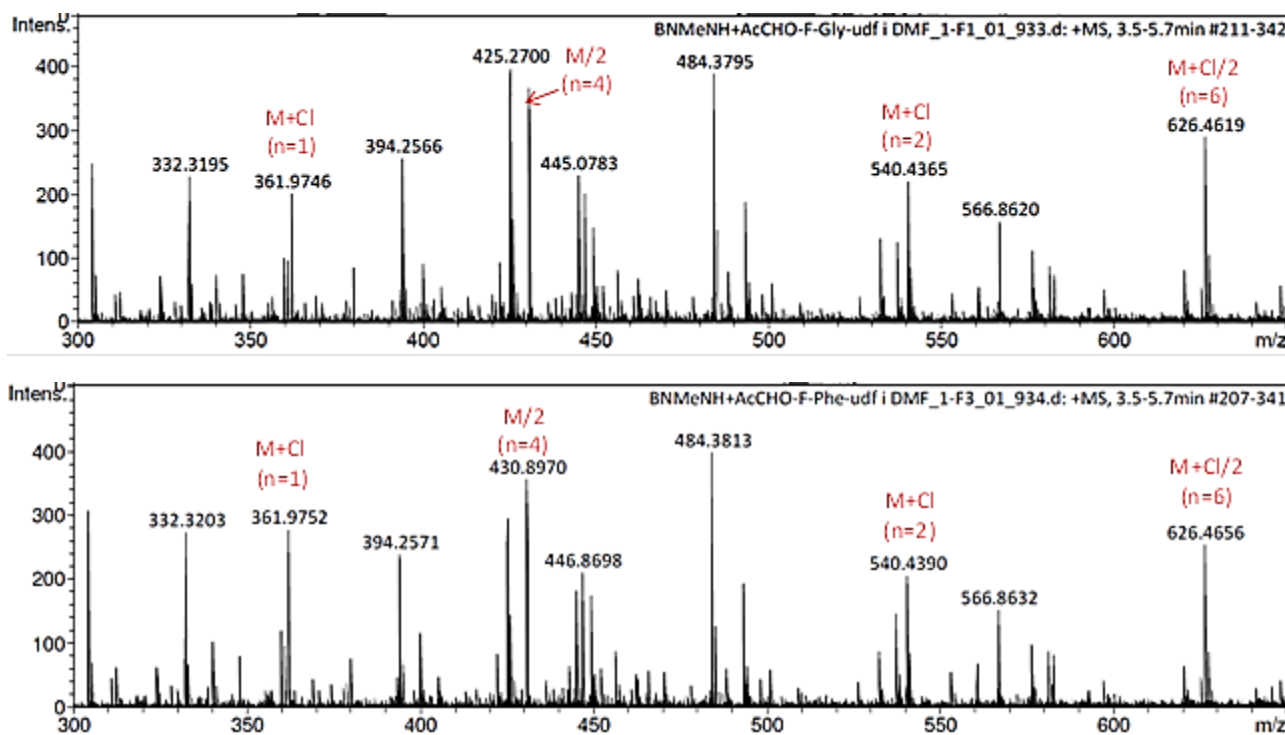 Intens.
BNMeNH+AcCHO-F-Gly-udf i DMF_1-F1_01_933.d: +MS, 3.5-5.7min #211-342
400
300
200
100
0
332.3195
M+Cl
(n=1)
361.9746
394.2566
425.2700
M/2
(n=4)
445.0783
484.3795
M+Cl
(n=2)
540.4365
566.8620
M+Cl/2
(n=6)
626.4619
300
350
400
450
500
550
600
m/z
Intens.
BNMeNH+AcCHO-F-Phe-udf i DMF_1-F3_01_934.d: +MS, 3.5-5.7min #207-341
400
300
200
100
0
332.3203
M+Cl
(n=1)
361.9752
394.2571
M/2
(n=4)
430.8970
446.8698
484.3813
M+Cl
(n=2)
540.4390
566.8632
M+Cl/2
(n=6)
626.4656
300
350
400
450
500
550
600
m/z